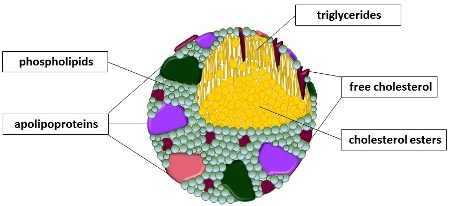 triglycerides
phospholipids
free cholesterol
apolipoproteins
cholesterol esters